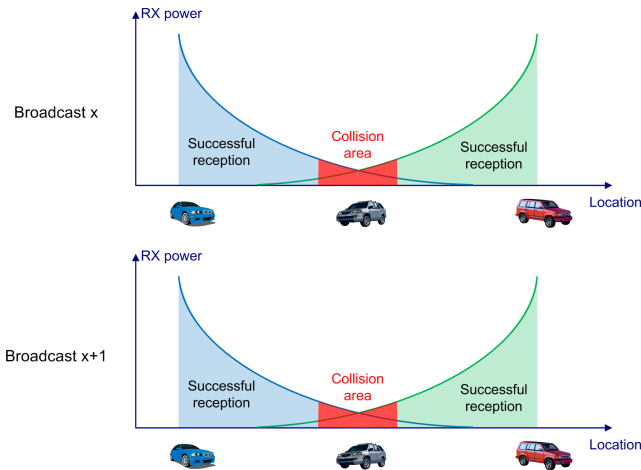 RX power
Broadcast x
Successful
reception
Collision
area
Successful
reception
Location
RX power
Broadcast x+1
Successful
reception
Collision
area
Successful
reception
Location